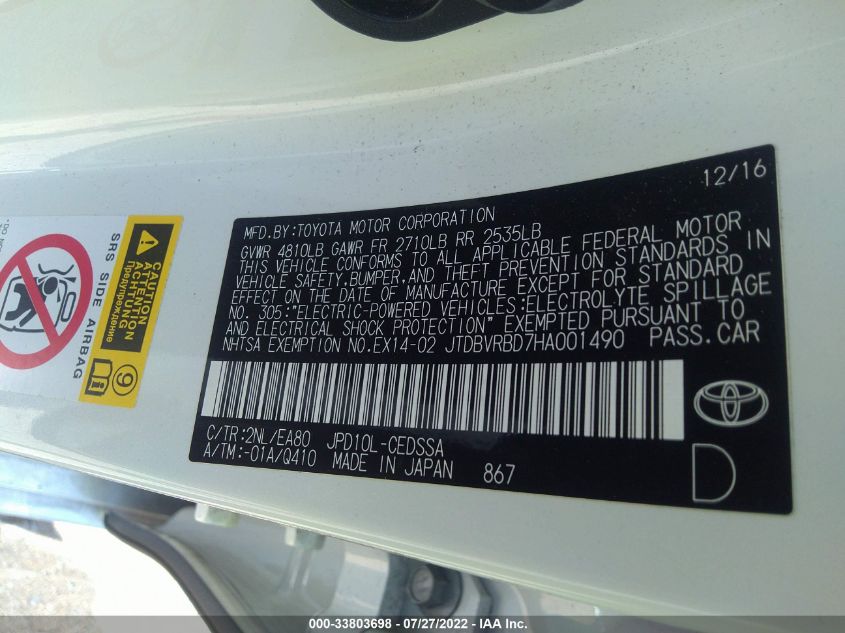 12/16
MFD.BY:TOYOTA MOTOR CORPORATION
GVWR 4810LB GAWR FR 2710LB RR 2535LB
THIS VEHICLE CONFORMS TO ALL APPLICABLE FEDERAL MOTOR
VEHICLE SAFETY,BUMPER,AND THEFT PREVENTION STANDARDS IN
EFFECT ON THE DATE OF MANUFACTURE EXCEPT FOR STANDARD
NO. 305:"ELECTRIC-POWERED VEHICLES:ELECTROLYTE SPILLAGE
AND ELECTRICAL SHOCK PROTECTION" EXEMPTED PURSUANT TO
NHTSA EXEMPTION NO.EX14-02 JTDBVRBD7HA001490 PASS.CAR
C/TR:2NL/EA80 JPD10L-CEDSSA
A/TM:-01A/Q410 MADE IN JAPAN 867
D
SRS SIDE AIRBAG
CAUTION
ATTENTION
ACHTUNG
Предупреждение
9
000-33803698 - 07/27/2022 - IAA Inc.